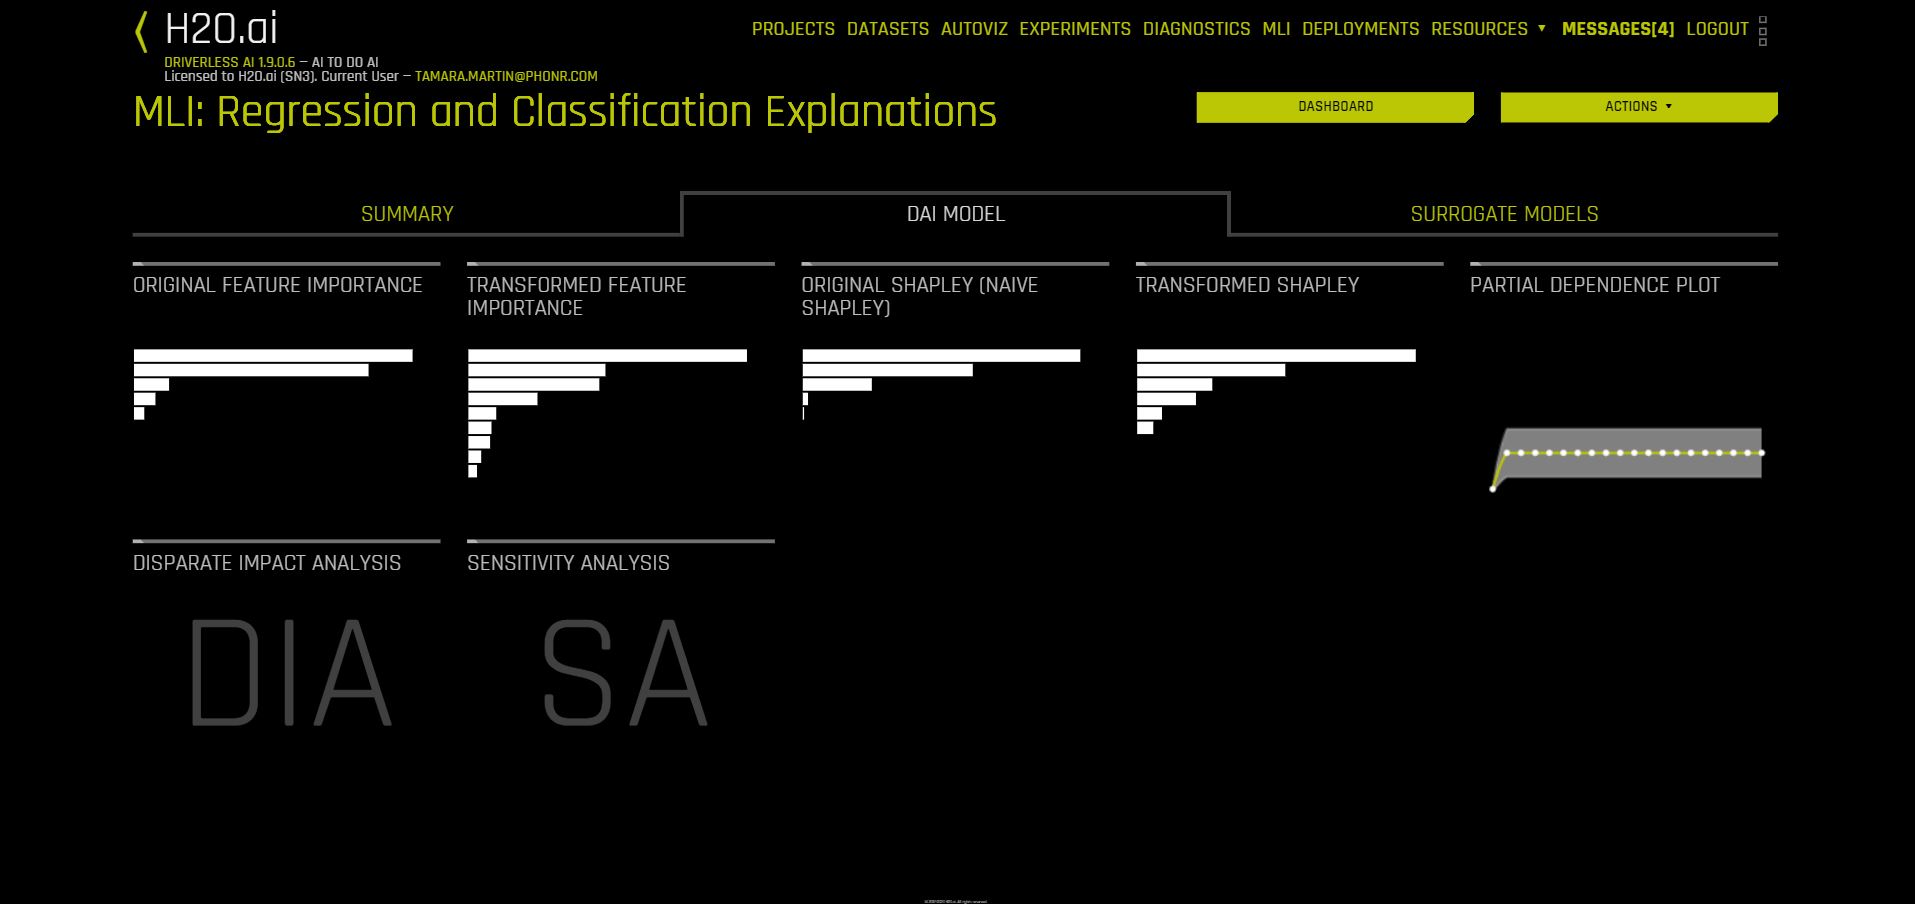 H2O.ai
PROJECTS DATASETS AUTOVIZ EXPERIMENTS DIAGNOSTICS MLI DEPLOYMENTS RESOURCES MESSAGES[4] LOGOUT
DRIVERLESS AI 1.9.0.6 – AI TO DO AI
Licensed to H2O.ai (SN3). Current User – TAMARA.MARTIN@PHONR.COM
MLI: Regression and Classification Explanations
DASHBOARD
ACTIONS
SUMMARY
DAI MODEL
SURROGATE MODELS
ORIGINAL FEATURE IMPORTANCE
TRANSFORMED FEATURE
IMPORTANCE
ORIGINAL SHAPLEY (NAIVE
SHAPLEY)
TRANSFORMED SHAPLEY
PARTIAL DEPENDENCE PLOT
DISPARATE IMPACT ANALYSIS
SENSITIVITY ANALYSIS
DIA
SA